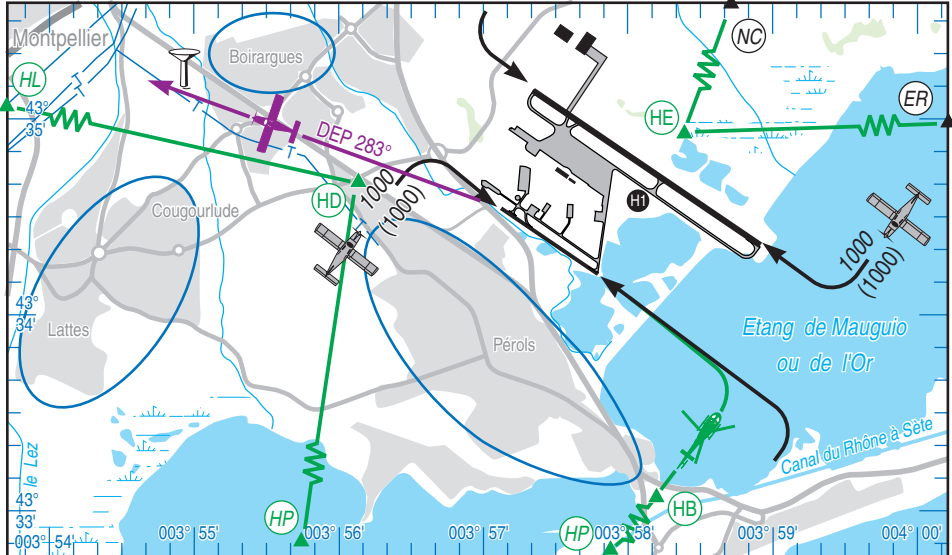 Montpellier
Boirargues
NC
HL
43°
35'
ER
HE
DEP 283°
HD
1000
(1000)
H1
Cougourlude
1000
(1000)
43°
34'
Lattes
Pérols
Etang de Mauguio
ou de l'Or
le Lez
Canal du Rhône à Sète
43°
33'
HP
HB
HP
003° 54'
003° 55'
003° 56'
003° 57'
003° 58'
003° 59'
004° 00'